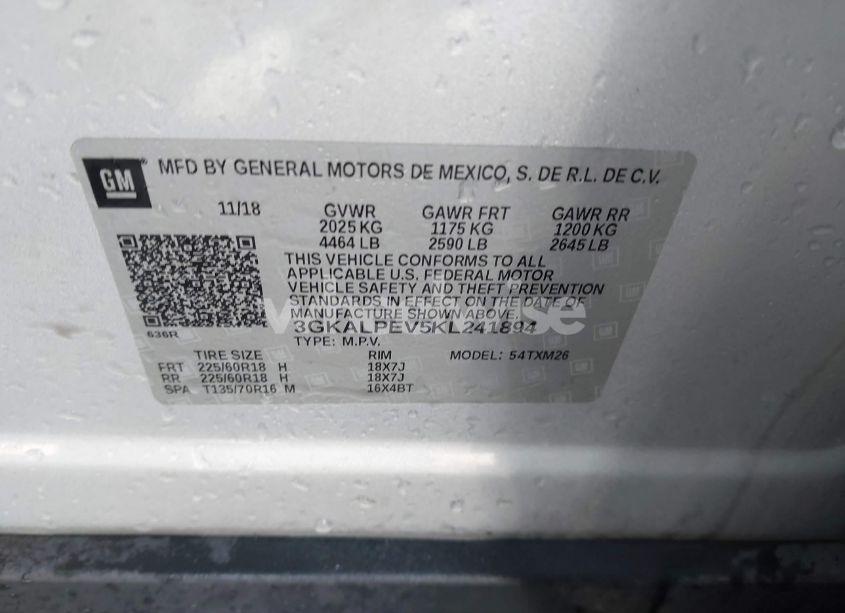 GM
MFD BY GENERAL MOTORS DE MEXICO, S. DE R.L. DE C.V.
11/18 GVWR GAWR FRT GAWR RR
2025 KG 1175 KG 1200 KG
4464 LB 2590 LB 2645 LB
THIS VEHICLE CONFORMS TO ALL
APPLICABLE U.S. FEDERAL MOTOR
VEHICLE SAFETY AND THEFT PREVENTION
STANDARDS IN EFFECT ON THE DATE OF
MANUFACTURE SHOWN ABOVE.
3GKALPEV5KL241894
636R
TYPE: M.P.V.
TIRE SIZE RIM MODEL: 54TXM26
FRT 225/60R18 H 18X7J
RR 225/60R18 H 18X7J
SPA T135/70R16 M 16X4BT